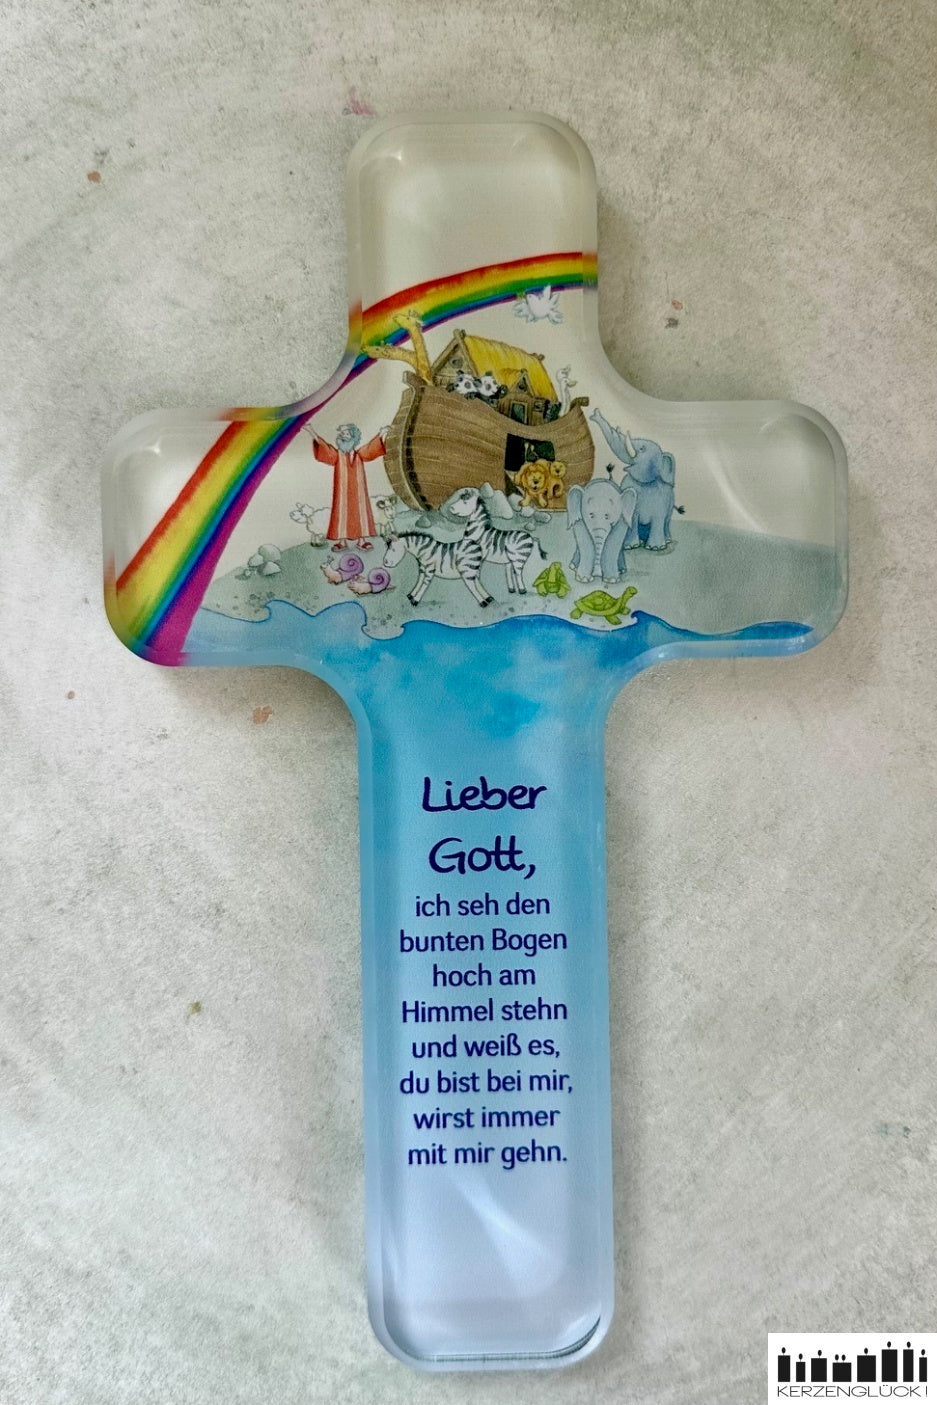 Lieber
Gott,
ich seh den
bunten Bogen
hoch am
Himmel stehn
und weiß es,
du bist bei mir,
wirst immer
mit mir gehn.
KERZENGLÜCK!